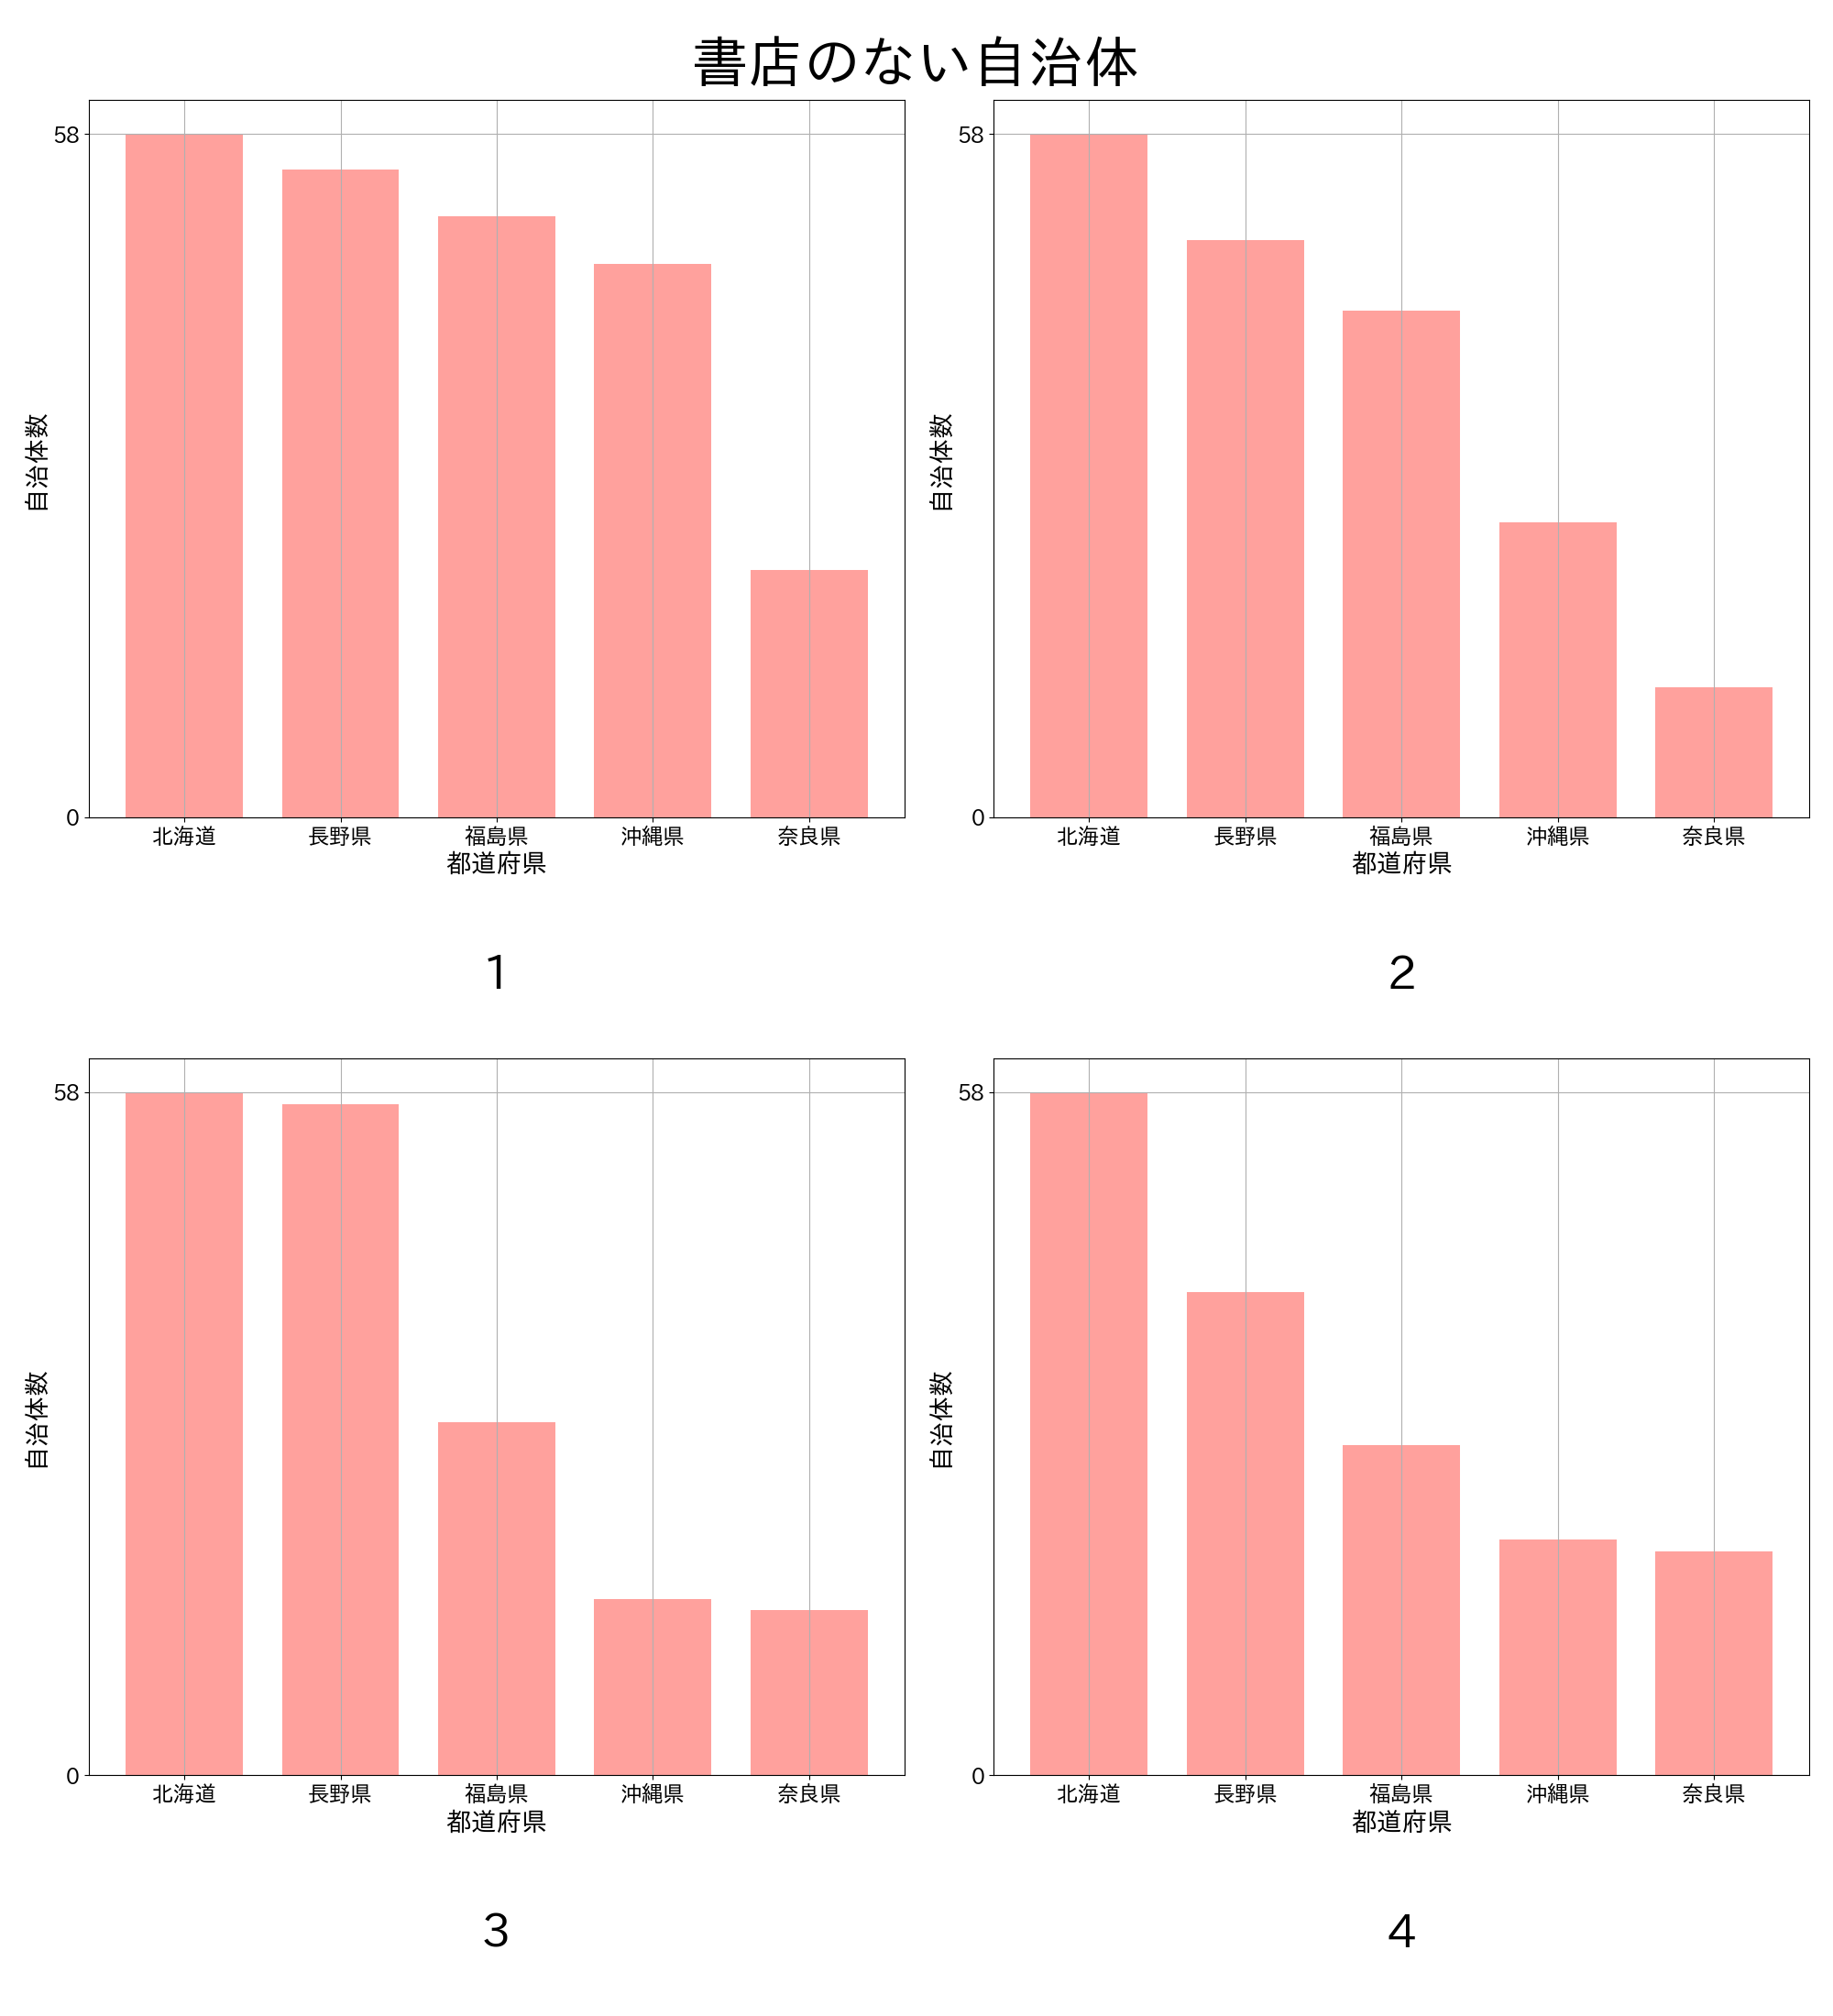 書店のない自治体
58
0
自治体数
北海道 長野県 福島県 沖縄県 奈良県
都道府県
1
58
0
自治体数
北海道 長野県 福島県 沖縄県 奈良県
都道府県
2
58
0
自治体数
北海道 長野県 福島県 沖縄県 奈良県
都道府県
3
58
0
自治体数
北海道 長野県 福島県 沖縄県 奈良県
都道府県
4